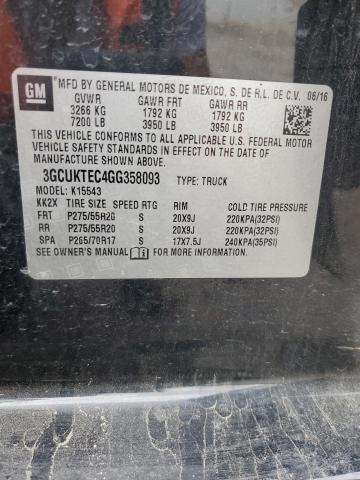 GM
MFD BY GENERAL MOTORS DE MEXICO, S. DE R.L. DE C.V. 06/16
GVWR GAWR FRT GAWR RR
3266 KG 1792 KG 1792 KG
7200 LB 3950 LB 3950 LB
THIS VEHICLE CONFORMS TO ALL APPLICABLE U.S. FEDERAL MOTOR
VEHICLE SAFETY AND THEFT PREVENTION STANDARDS IN EFFECT ON
THE DATE OF MANUFACTURE SHOWN ABOVE.
3GCUKTEC4GG358093 TYPE: TRUCK
MODEL: K15543
KK2X TIRE SIZE SPEED RTG RIM COLD TIRE PRESSURE
FRT P275/55R20 S 20X9J 220KPA(32PSI)
RR P275/55R20 S 20X9J 220KPA(32PSI)
SPA P265/70R17 S 17X7.5J 240KPA(35PSI)
SEE OWNER'S MANUAL FOR MORE INFORMATION.